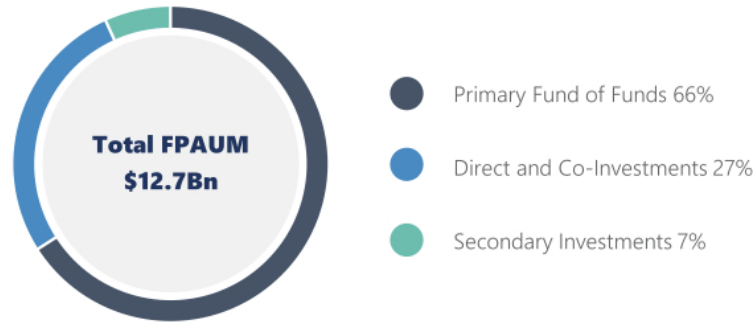 Total FPAUM
$12.7Bn
Primary Fund of Funds 66%
Direct and Co-Investments 27%
Secondary Investments 7%